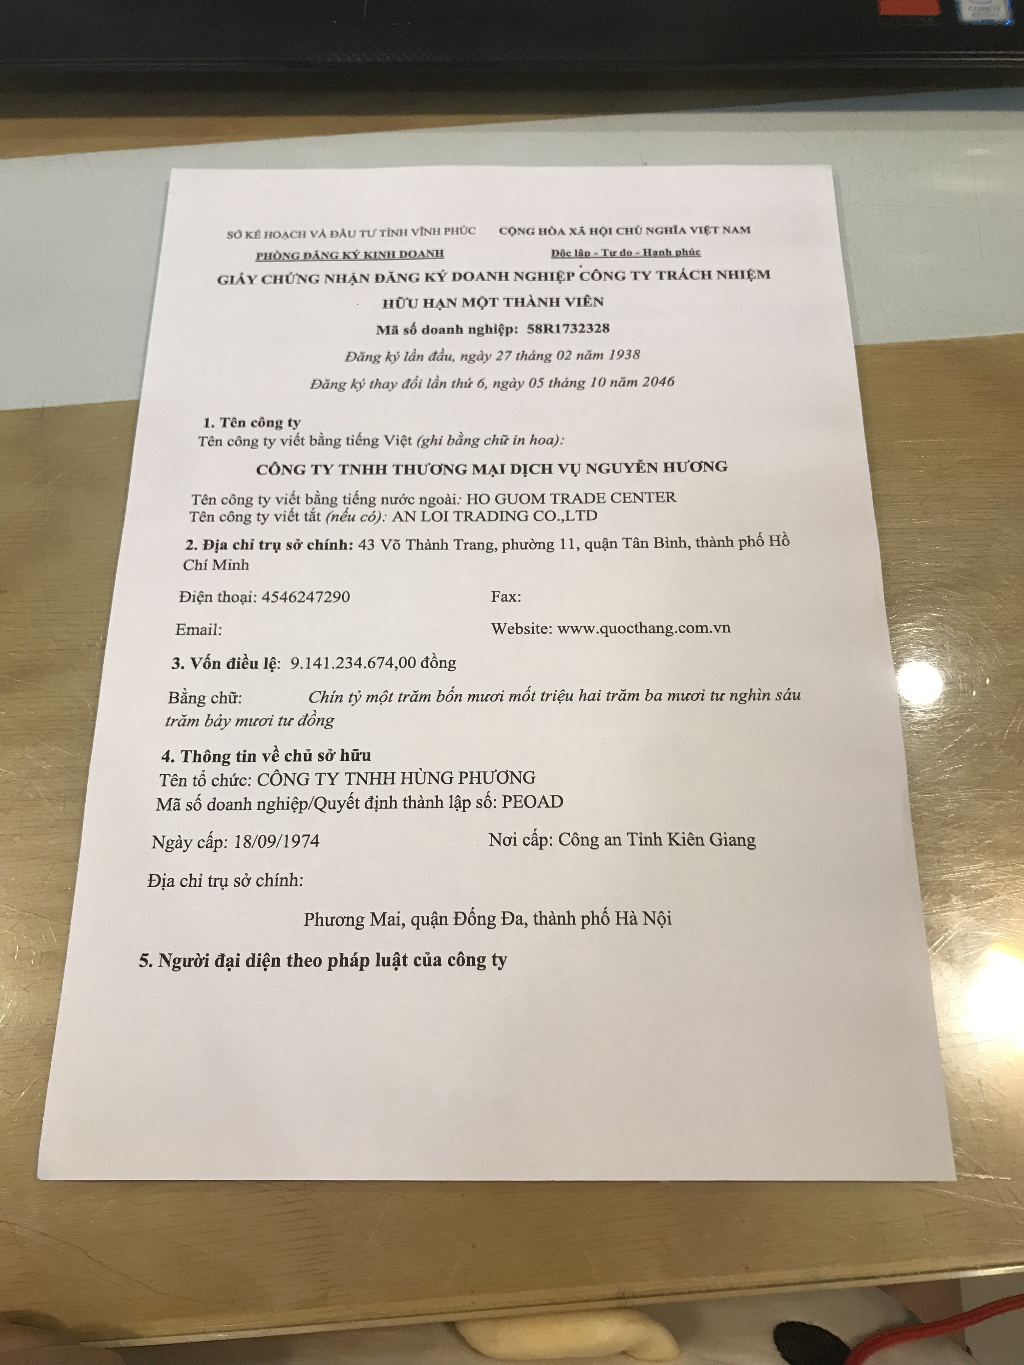 SỞ KẾ HOẠCH VÀ ĐẦU TƯ TỈNH VĨNH PHÚC
CỘNG HÒA XÃ HỘI CHỦ NGHĨA VIỆT NAM
PHÒNG ĐĂNG KÝ KINH DOANH
Độc lập - Tự do - Hạnh phúc
GIẤY CHỨNG NHẬN ĐĂNG KÝ DOANH NGHIỆP CÔNG TY TRÁCH NHIỆM
HỮU HẠN MỘT THÀNH VIÊN
Mã số doanh nghiệp: 58R1732328
Đăng ký lần đầu, ngày 27 tháng 02 năm 1938
Đăng ký thay đổi lần thứ 6, ngày 05 tháng 10 năm 2046
1. Tên công ty
Tên công ty viết bằng tiếng Việt (ghi bằng chữ in hoa):
CÔNG TY TNHH THƯƠNG MẠI DỊCH VỤ NGUYỄN HƯƠNG
Tên công ty viết bằng tiếng nước ngoài: HO GUOM TRADE CENTER
Tên công ty viết tắt (nếu có): AN LOI TRADING CO.,LTD
2. Địa chỉ trụ sở chính: 43 Võ Thành Trang, phường 11, quận Tân Bình, thành phố Hồ
Chí Minh
Điện thoại: 4546247290
Fax:
Email:
Website: www.quocthang.com.vn
3. Vốn điều lệ: 9.141.234.674,00 đồng
Bằng chữ: Chín tỷ một trăm bốn mươi mốt triệu hai trăm ba mươi tư nghìn sáu
trăm bảy mươi tư đồng
4. Thông tin về chủ sở hữu
Tên tổ chức: CÔNG TY TNHH HÙNG PHƯƠNG
Mã số doanh nghiệp/Quyết định thành lập số: PEOAD
Ngày cấp: 18/09/1974
Nơi cấp: Công an Tỉnh Kiên Giang
Địa chỉ trụ sở chính:
Phương Mai, quận Đống Đa, thành phố Hà Nội
5. Người đại diện theo pháp luật của công ty